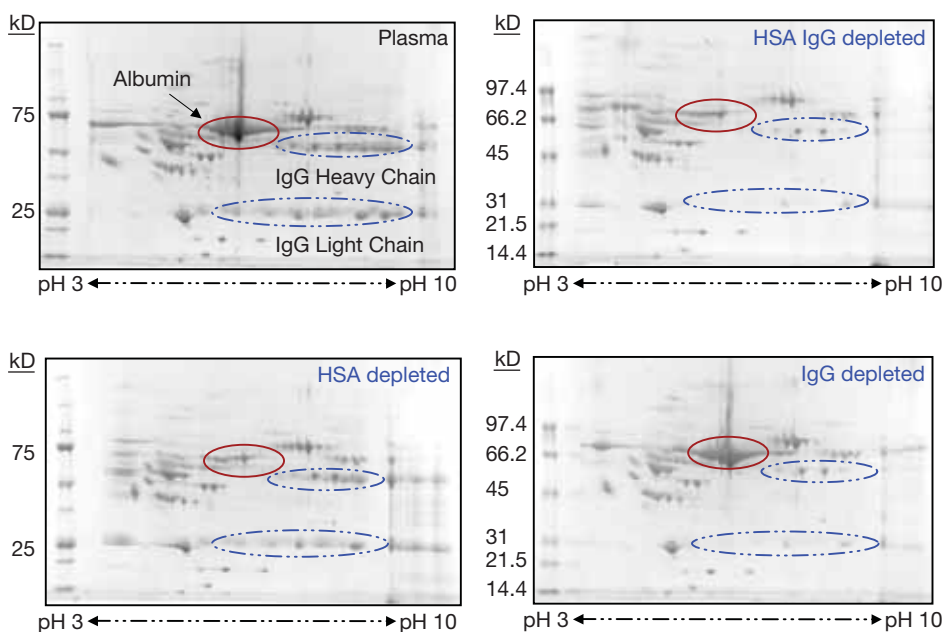 kD
Plasma
Albumin
75
IgG Heavy Chain
25
IgG Light Chain
pH 3
pH 10
kD
HSA IgG depleted
97.4
66.2
45
31
21.5
14.4
pH 3
pH 10
kD
HSA depleted
75
25
pH 3
pH 10
kD
IgG depleted
97.4
66.2
45
31
21.5
14.4
pH 3
pH 10